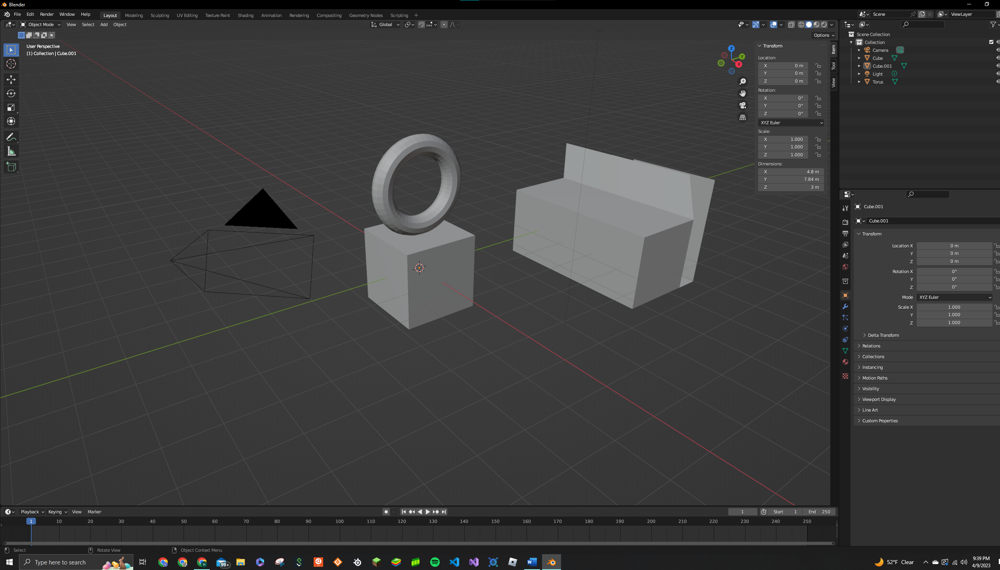 Blender
File Edit Render Window Help Layout Modeling Sculpting UV Editing Texture Paint Shading Animation Rendering Compositing Geometry Nodes Scripting + Scene ViewLayer
Object Mode View Select Add Object Global
Options
User Perspective
(1) Collection | Cube.001
Z
Y
X
Transform
Location:
X 0 m
Y 0 m
Z 0 m
Rotation:
X 0°
Y 0°
Z 0°
XYZ Euler
Scale:
X 1.000
Y 1.000
Z 1.000
Dimensions:
X 4.8 m
Y 7.84 m
Z 3 m
Item
Tool
View
Scene Collection
Collection
Camera
Cube
Cube.001
Light
Torus
Cube.001
Cube.001
Transform
Location X 0 m
Y 0 m
Z 0 m
Rotation X 0°
Y 0°
Z 0°
Mode XYZ Euler
Scale X 1.000
Y 1.000
Z 1.000
Delta Transform
Relations
Collections
Instancing
Motion Paths
Visibility
Viewport Display
Line Art
Custom Properties
Playback Keying View Marker 1 Start 1 End 250
1 10 20 30 40 50 60 70 80 90 100 110 120 130 140 150 160 170 180 190 200 210 220 230 240 250
Select Rotate View Object Context Menu
Type here to search 99+ 52°F Clear
9:39 PM
4/9/2023